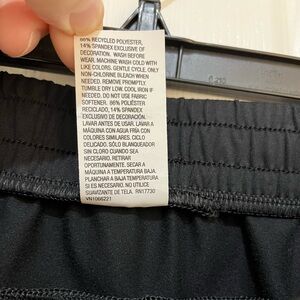 86% RECYCLED POLYESTER,
14% SPANDEX EXCLUSIVE OF
DECORATION. WASH BEFORE
WEAR. MACHINE WASH COLD WITH
LIKE COLORS. GENTLE CYCLE. ONLY
NON-CHLORINE BLEACH WHEN
NEEDED. REMOVE PROMPTLY.
TUMBLE DRY LOW. COOL IRON IF
NEEDED. DO NOT USE FABRIC
SOFTENER. 86% POLIÉSTER
RECICLADO, 14% SPANDEX
EXCLUSIVO DE DECORACIÓN.
LAVAR ANTES DE USAR. LAVAR A
MÁQUINA CON AGUA FRÍA CON
COLORES SIMILARES. CICLO
DELICADO. SÓLO BLANQUEADOR
SIN CLORO CUANDO SEA
NECESARIO. RETIRAR
OPORTUNAMENTE. SECAR A
MÁQUINA A BAJA TEMPERATURA
PLANCHAR A BAJA TEMPERATURA
SI ES NECESARIO. NO UTILICE
SUAVIZADOR DE TELA. RN17730
VN1066221